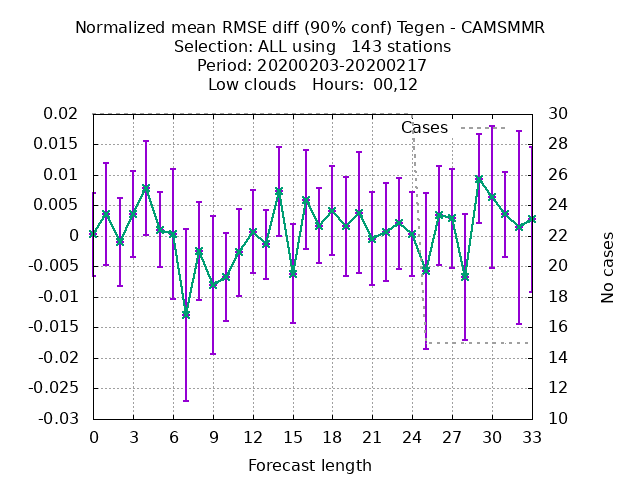 Normalized mean RMSE diff (90% conf) Tegen - CAMSMMR
Selection: ALL using   143 stations
Period: 20200203-20200217
Low clouds   Hours:  00,12
0.02
0.015
0.01
0.005
0
-0.005
-0.01
-0.015
-0.02
-0.025
-0.03
Cases
30
28
26
24
22
20
18
16
14
12
10
No cases
0 3 6 9 12 15 18 21 24 27 30 33
Forecast length